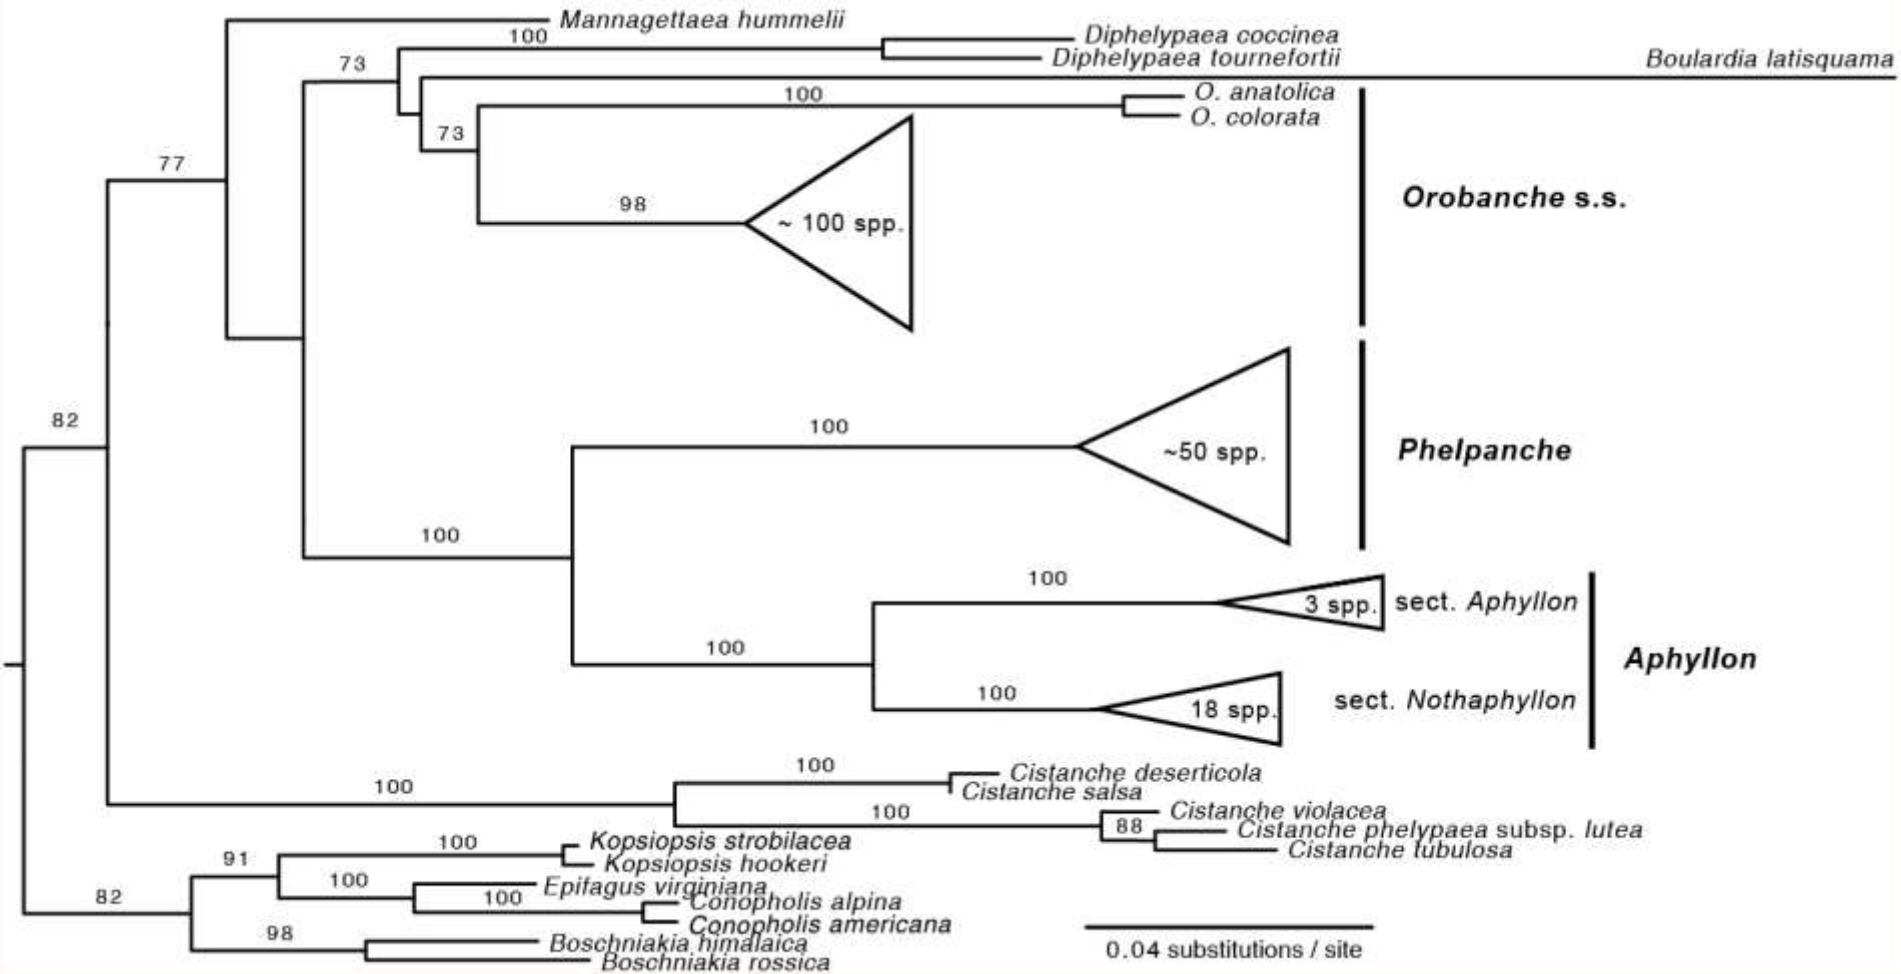 Mannagettaea hummelii
100
Diphelypaea coccinea
Diphelypaea tournefortii
Boulardia latisquama
73
100
O. anatolica
O. colorata
73
77
98
~ 100 spp.
Orobanche s.s.
82
100
~50 spp.
Phelpanche
100
100
3 spp.
sect. Aphyllon
100
Aphyllon
100
18 spp.
sect. Nothaphyllon
100
100
Cistanche deserticola
Cistanche salsa
100
Cistanche violacea
88
Cistanche phelypaea subsp. lutea
Cistanche tubulosa
100
Kopsiopsis strobilacea
Kopsiopsis hookeri
91
100
Epifagus virginiana
100
Conopholis alpina
Conopholis americana
82
98
Boschniakia himalaica
Boschniakia rossica
0.04 substitutions / site